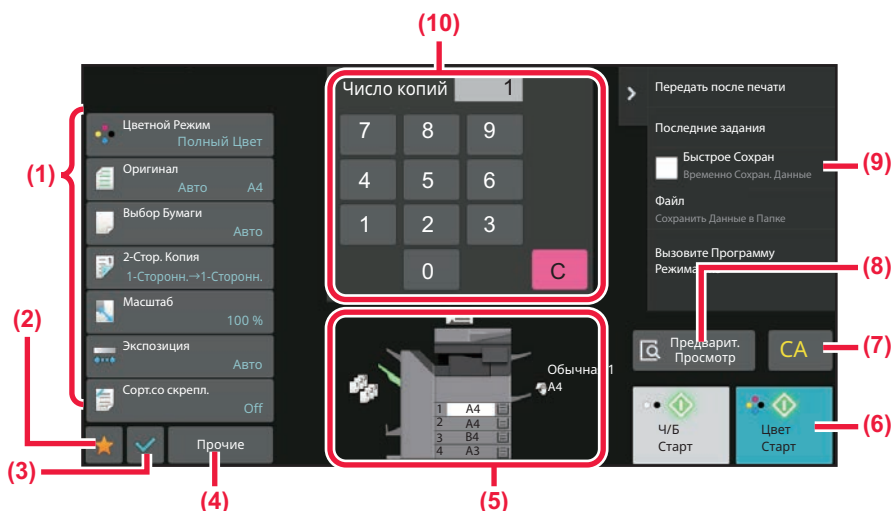 (10)
Число копий 1
7 8 9
4 5 6
1 2 3
0 C
(1)
Цветной Режим
Полный Цвет
Оригинал
Авто A4
Выбор Бумаги
Авто
2-Стор. Копия
1-Сторонн.→1-Сторонн.
Масштаб
100 %
Экспозиция
Авто
Сорт.со скрепл.
Off
(2)
(3)
Прочие
(4)
Обычная 1
A4
1 A4
2 A4
3 B4
4 A3
(5)
Передать после печати
Последние задания
Быстрое Сохран
Временно Сохран. Данные
(9)
Файл
Сохранить Данные в Папке
Вызовите Программу
(8)
Предварит.
Просмотр
CA
(7)
Ч/Б
Старт
Цвет
Старт
(6)